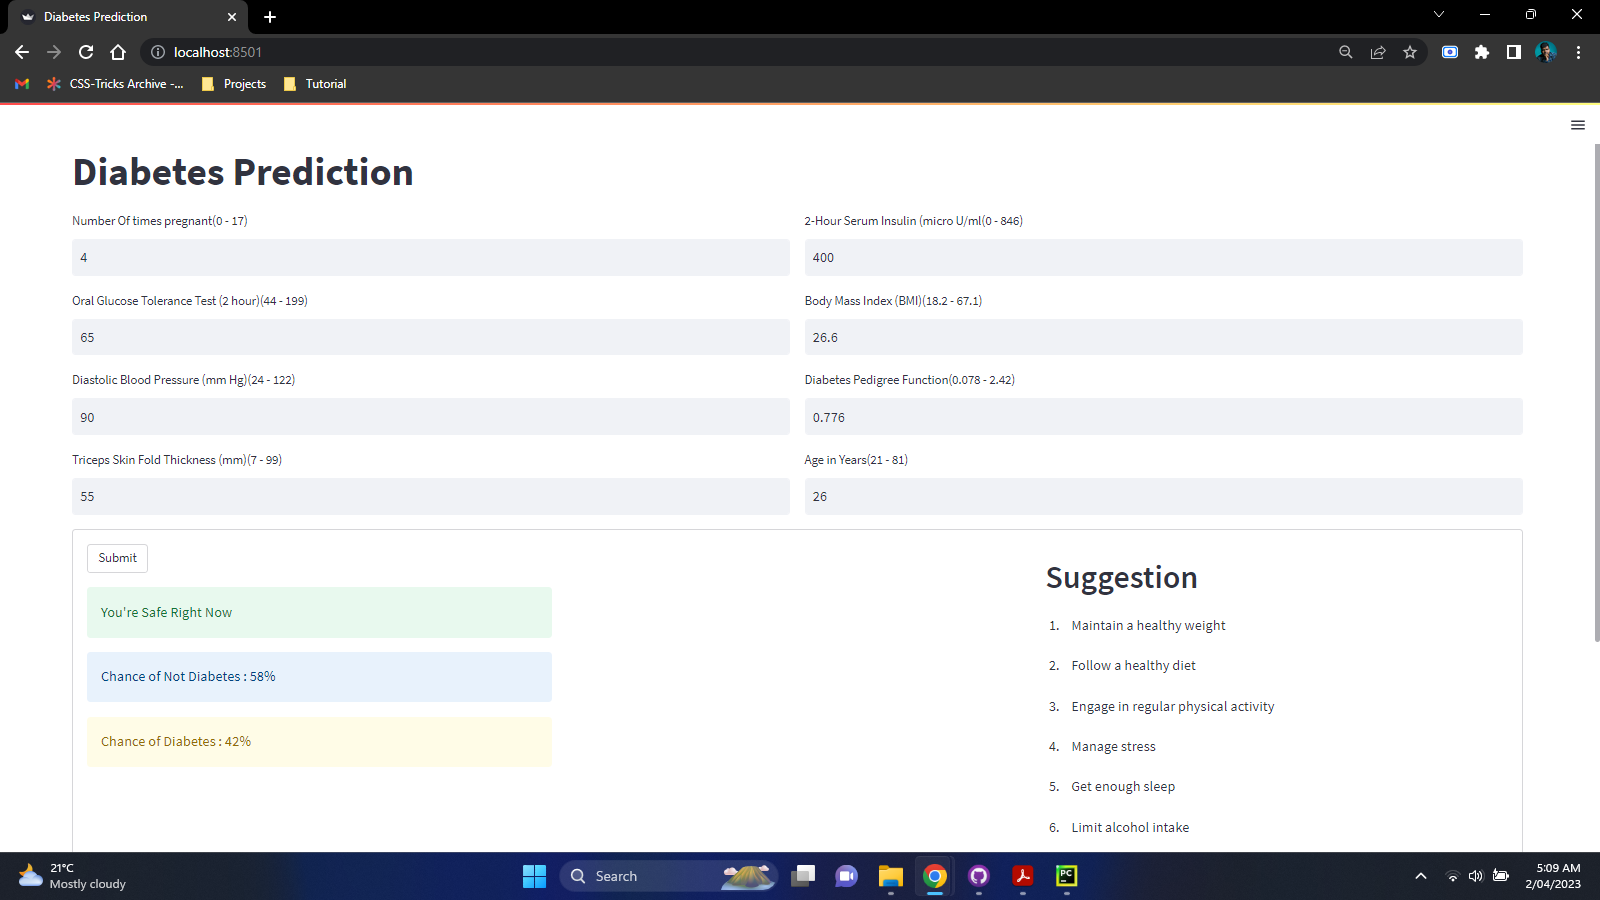 Diabetes Prediction
localhost:8501
CSS-Tricks Archive -...
Projects
Tutorial
Diabetes Prediction
Number Of times pregnant(0 - 17)
4
Oral Glucose Tolerance Test (2 hour)(44 - 199)
65
Diastolic Blood Pressure (mm Hg)(24 - 122)
90
Triceps Skin Fold Thickness (mm)(7 - 99)
55
2-Hour Serum Insulin (micro U/ml(0 - 846)
400
Body Mass Index (BMI)(18.2 - 67.1)
26.6
Diabetes Pedigree Function(0.078 - 2.42)
0.776
Age in Years(21 - 81)
26
Submit
You're Safe Right Now
Chance of Not Diabetes : 58%
Chance of Diabetes : 42%
Suggestion
1. Maintain a healthy weight
2. Follow a healthy diet
3. Engage in regular physical activity
4. Manage stress
5. Get enough sleep
6. Limit alcohol intake
21°C
Mostly cloudy
Search
PC
5:09 AM
2/04/2023